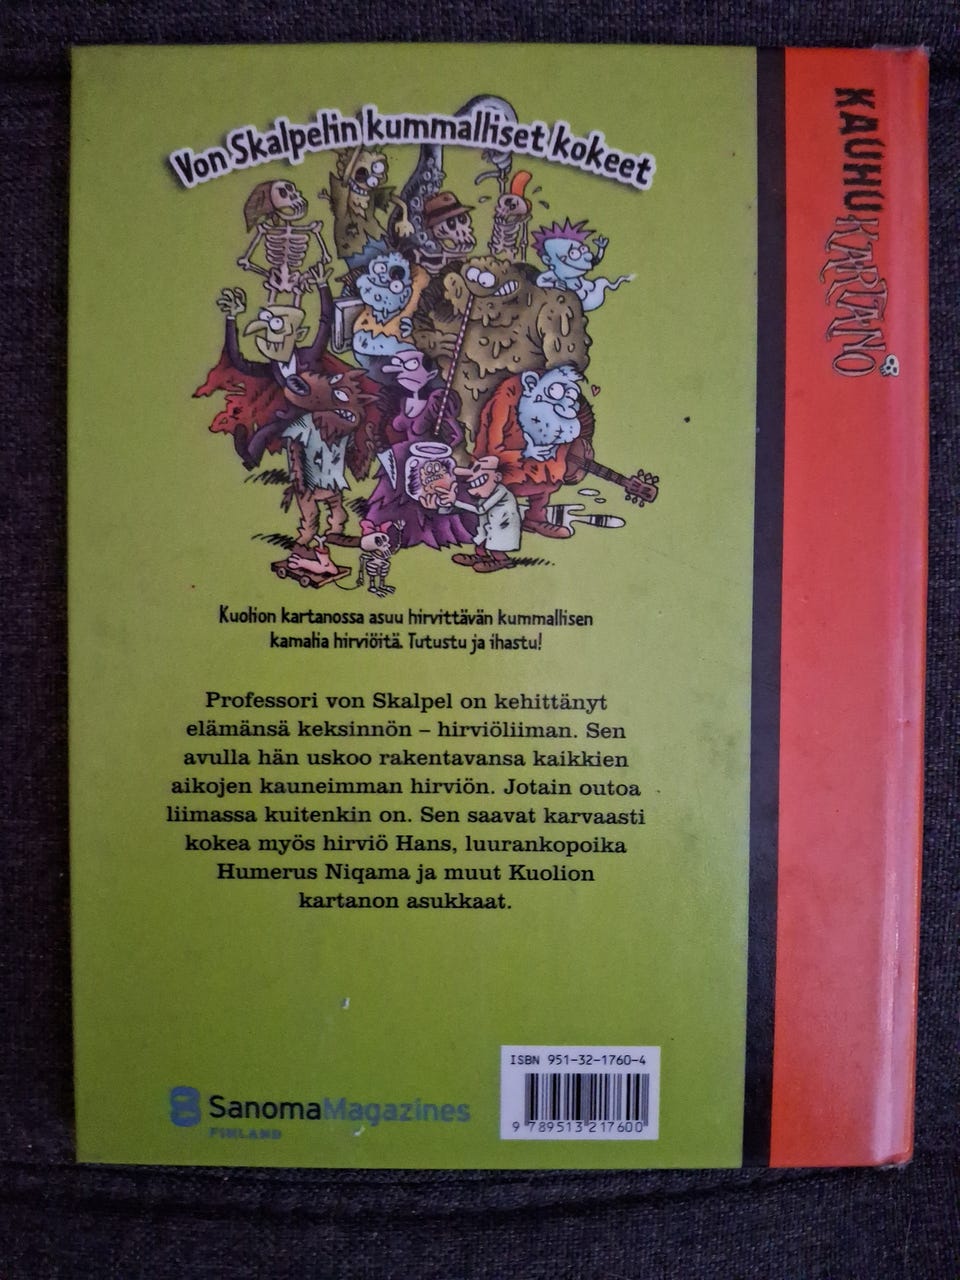 Von Skalpelin kummalliset kokeet
Kuolion kartanossa asuu hirvittävän kummallisen
kamalia hirviöitä. Tutustu ja ihastu!
Professori von Skalpel on kehittänyt
elämänsä keksinnön – hirviöliiman. Sen
avulla hän uskoo rakentavansa kaikkien
aikojen kauneimman hirviön. Jotain outoa
liimassa kuitenkin on. Sen saavat karvaasti
kokea myös hirviö Hans, luurankopoika
Humerus Niqama ja muut Kuolion
kartanon asukkaat.
SanomaMagazines
FINLAND
ISBN 951-32-1760-4
9 789513 217600
KAUHUKARTANO